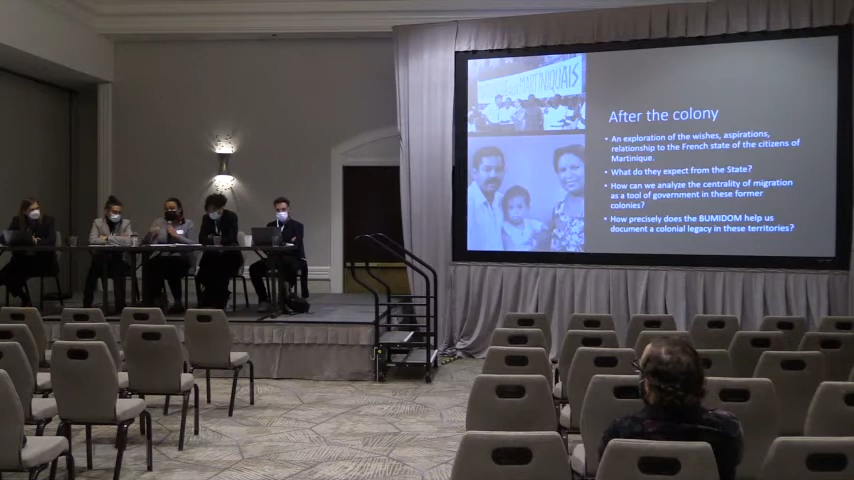 MARTINIQUAIS
After the colony
• An exploration of the wishes, aspirations,
relationship to the French state of the citizens of
Martinique.
• What do they expect from the State?
• How can we analyze the centrality of migration
as a tool of government in these former
colonies?
• How precisely does the BUMIDOM help us
document a colonial legacy in these territories?